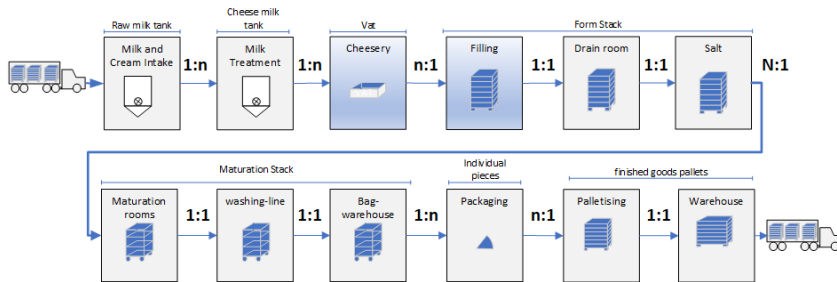 Raw milk tank
Cheese milk
tank
Vat
Form Stack
Milk and
Cream Intake
1:n
Milk
Treatment
1:n
Cheesery
n:1
Filling
1:1
Drain room
1:1
Salt
N:1
Maturation Stack
Individual
pieces
finished goods pallets
Maturation
rooms
1:1
washing-line
1:1
Bag-
warehouse
1:n
Packaging
n:1
Palletising
1:1
Warehouse